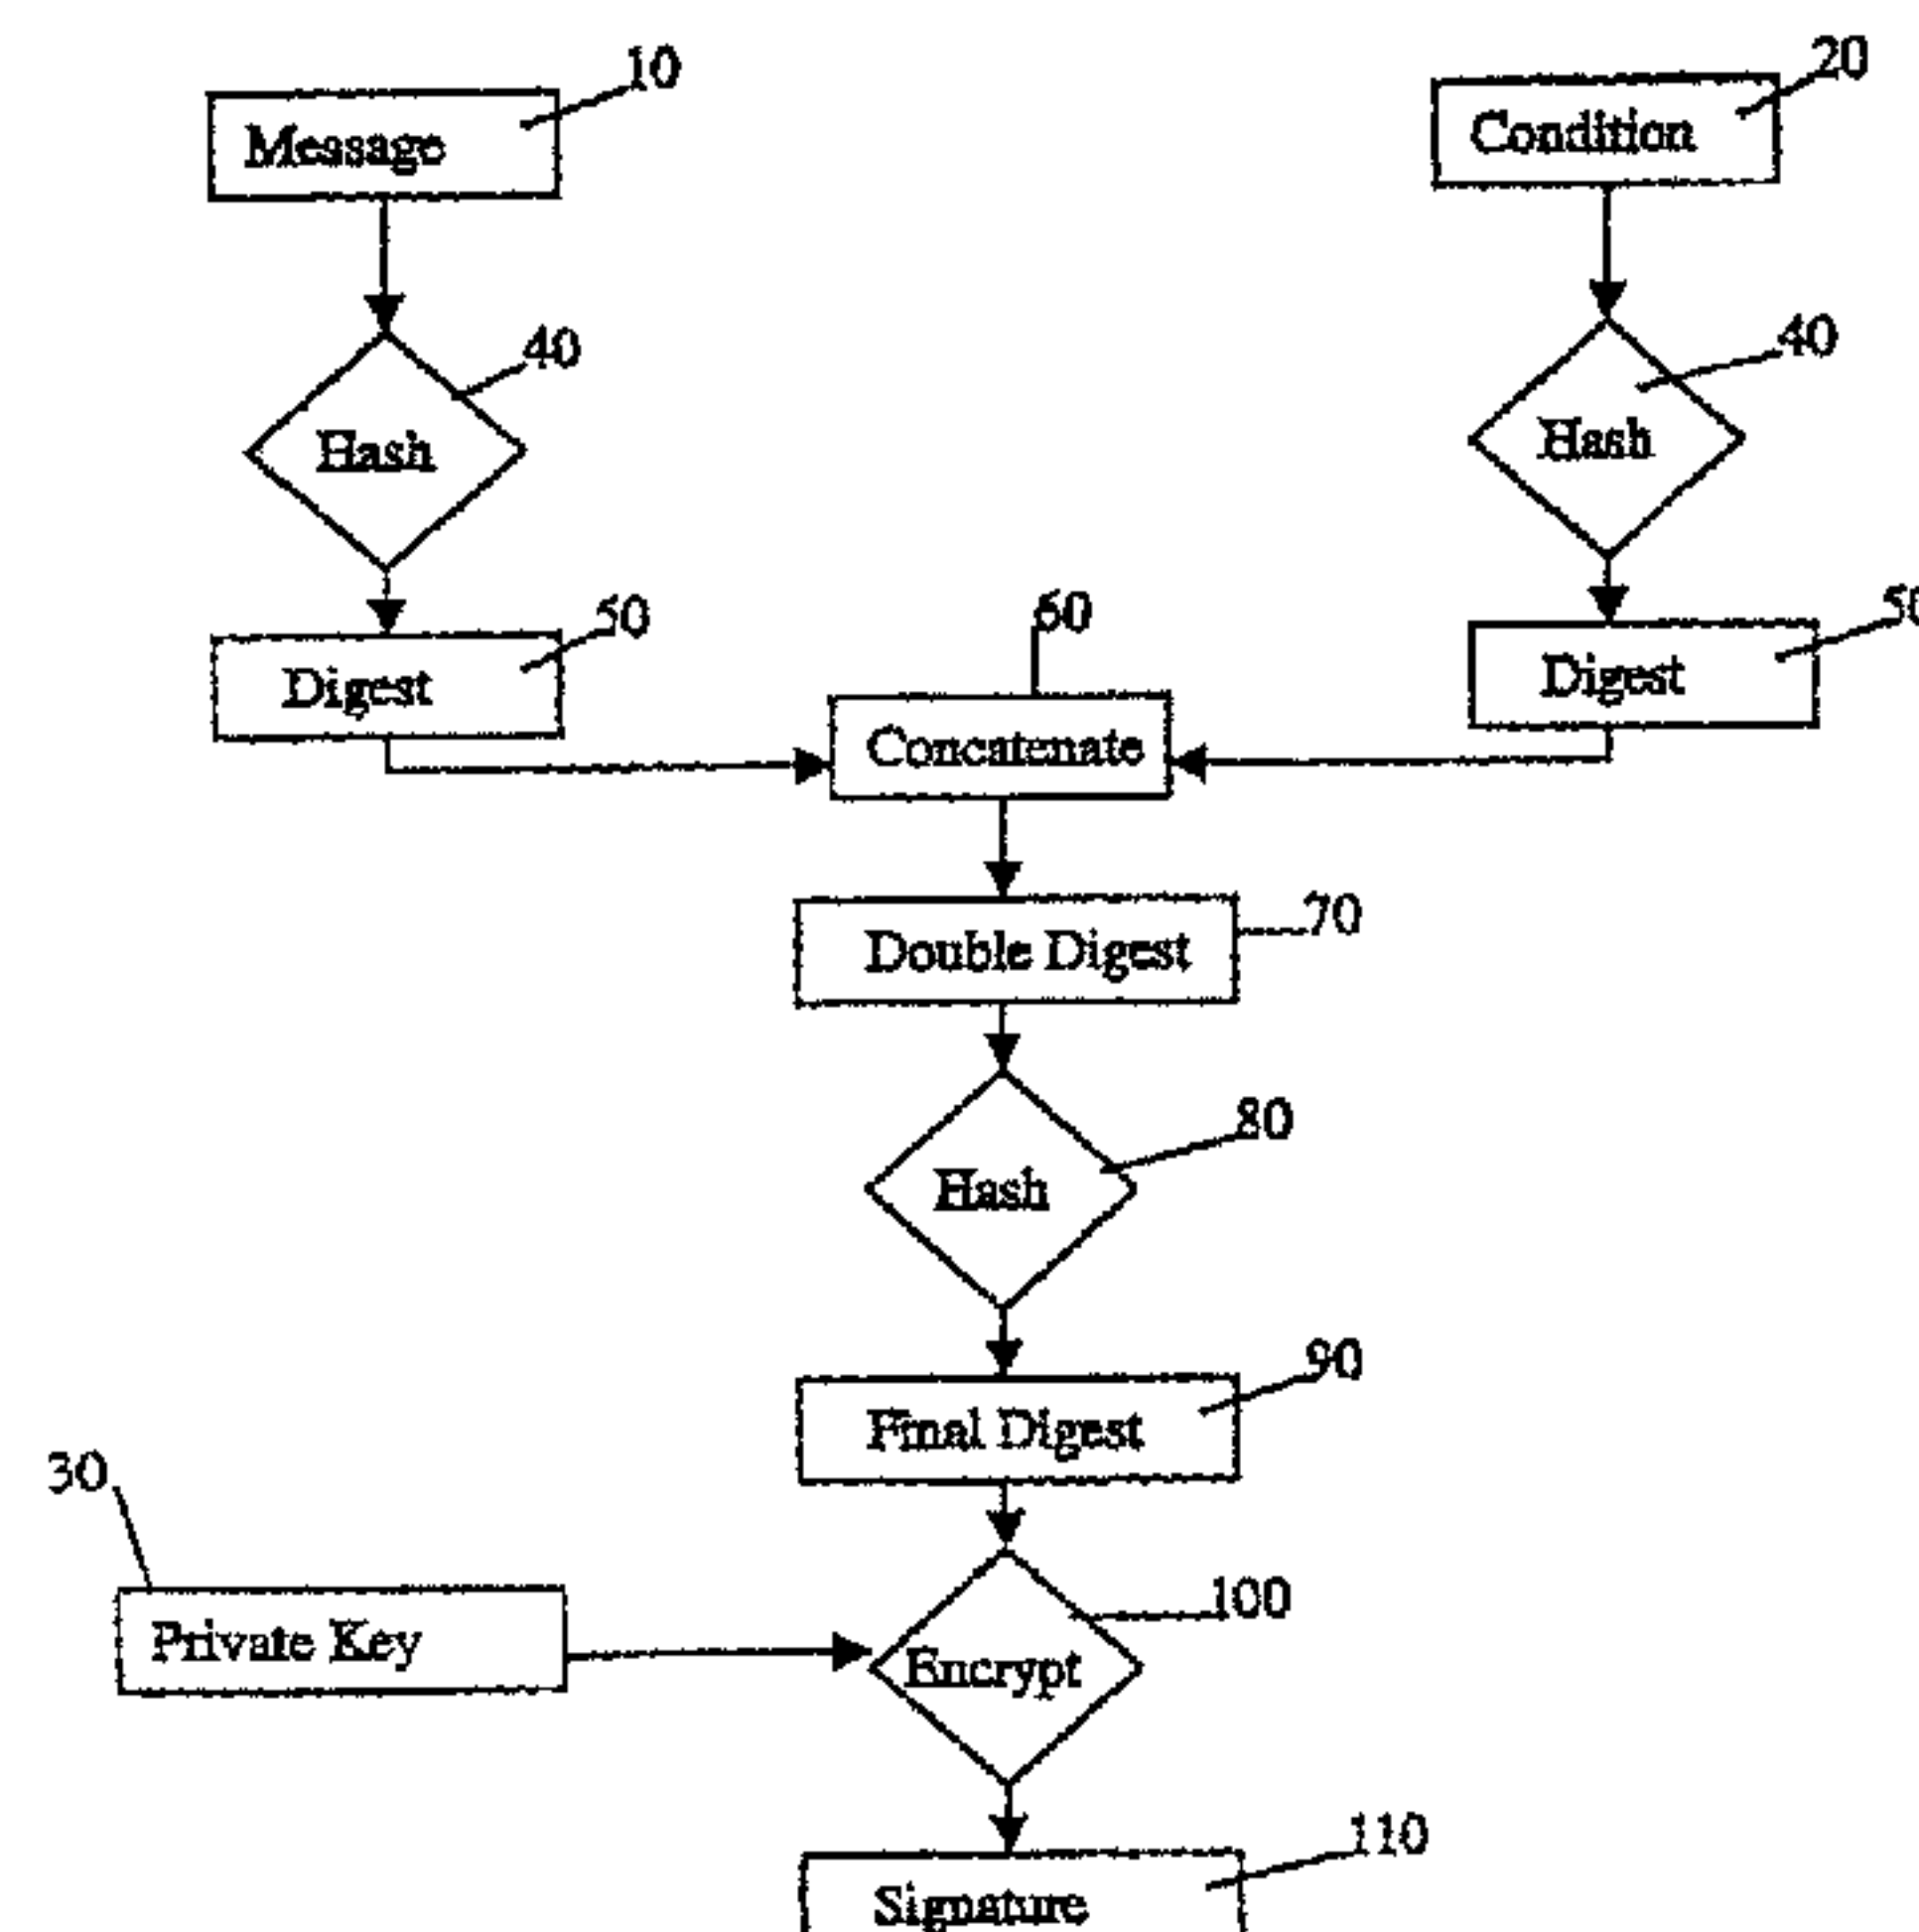 10
20
Message
Condition
40
40
Hash
Hash
50
50
60
Digest
Digest
Concatenate
70
Double Digest
80
Hash
90
Final Digest
30
100
Private Key
Encrypt
110
Signature